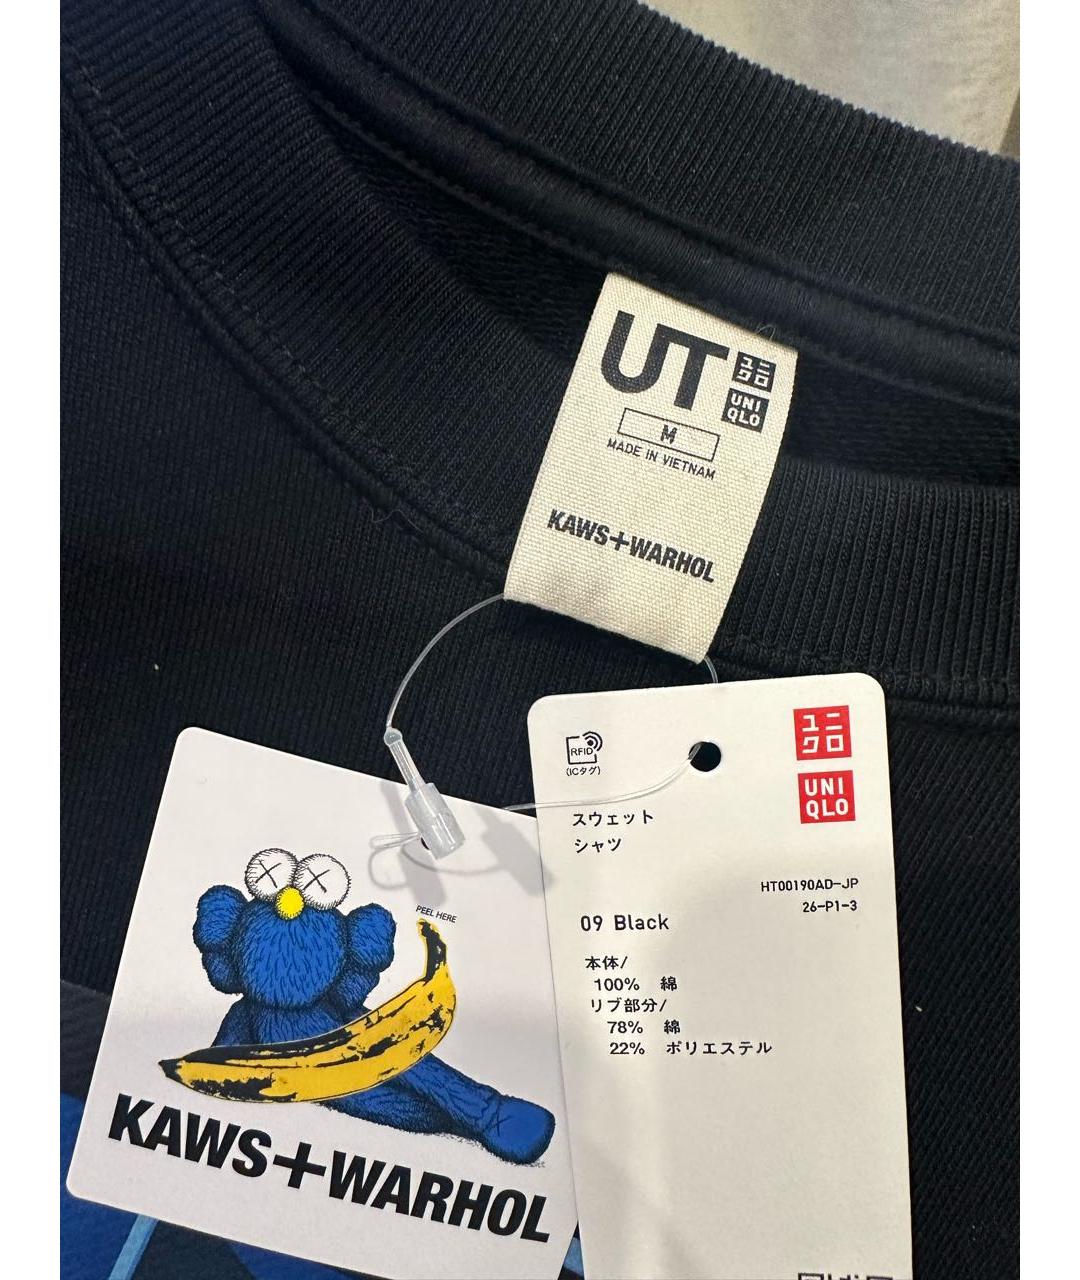 UT
ユニ
クロ
UNI
QLO
M
MADE IN VIETNAM
KAWS+WARHOL
PEEL HERE
KAWS+WARHOL
RFID
(ICタグ)
ユニ
クロ
UNI
QLO
スウェット
シャツ
HT00190AD-JP
26-P1-3
09 Black
本体/
100% 綿
リブ部分/
78% 綿
22% ポリエステル